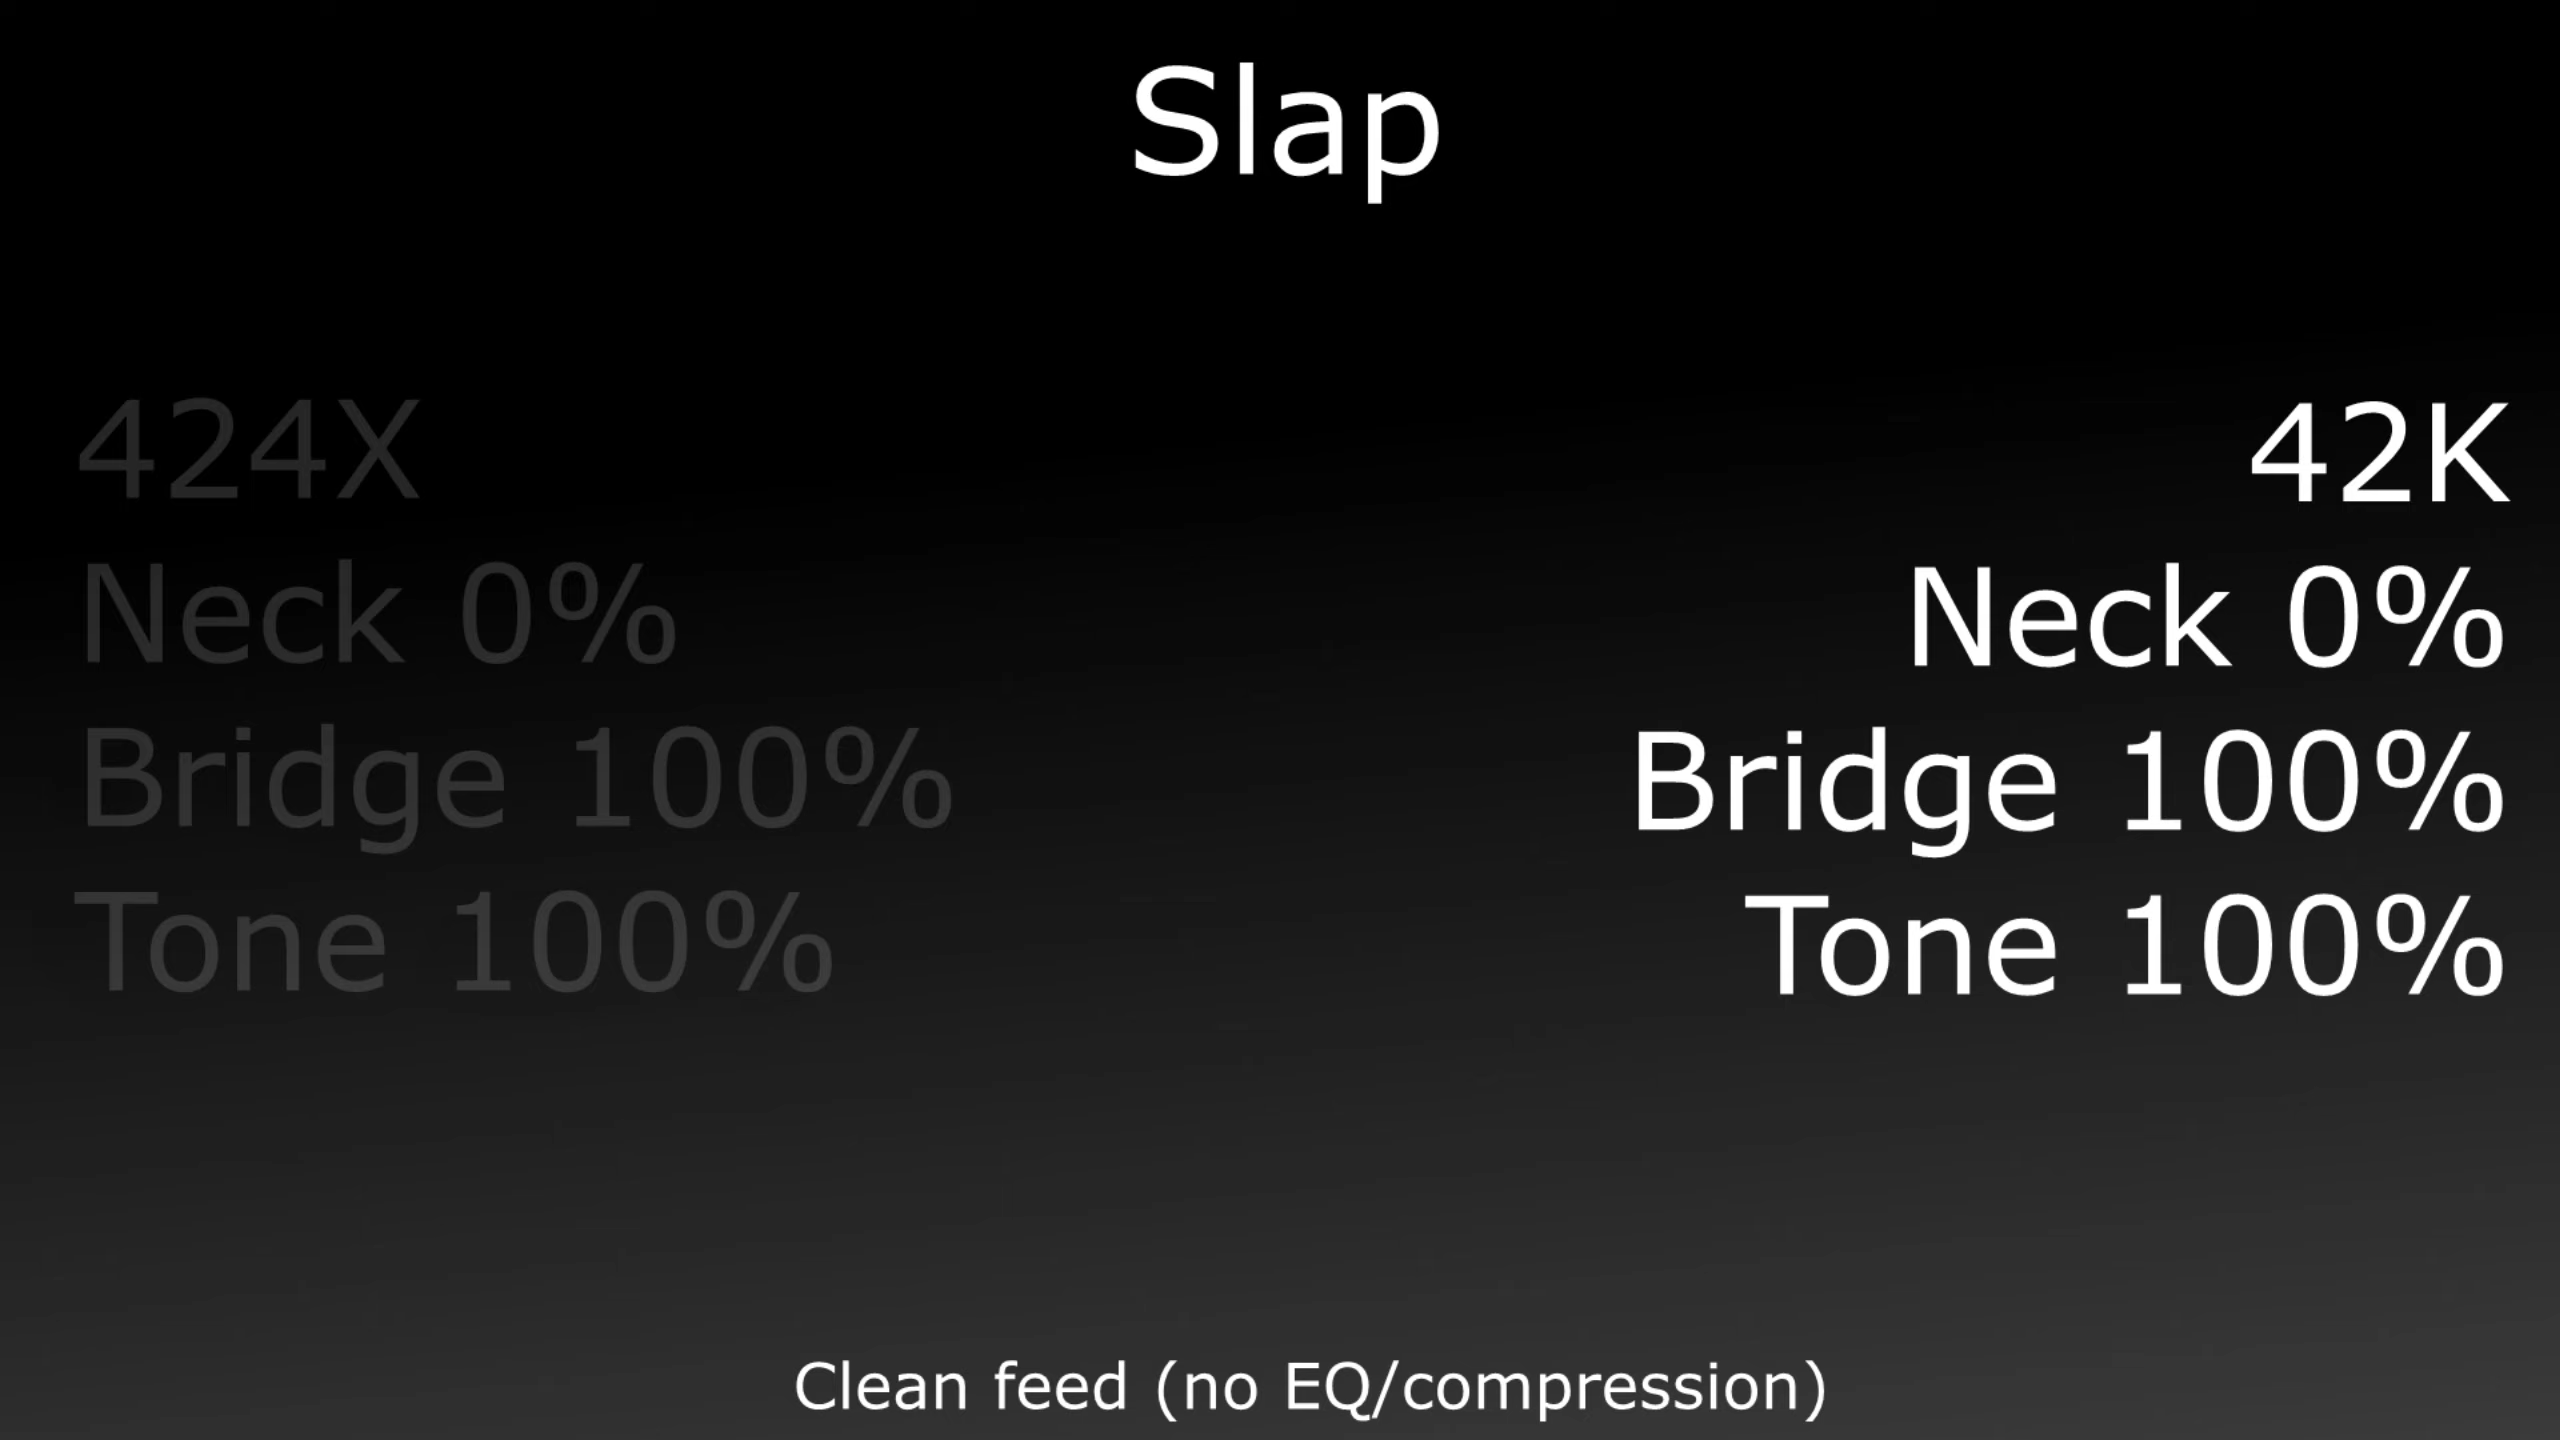 Slap
424X
Neck 0%
Bridge 100%
Tone 100%
42K
Neck 0%
Bridge 100%
Tone 100%
Clean feed (no EQ/compression)